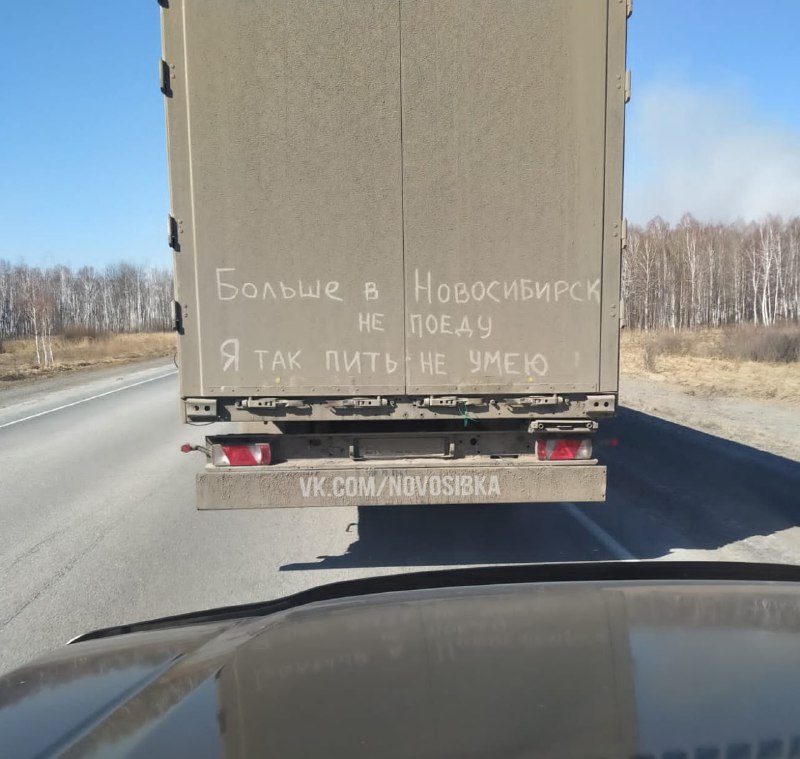 Больше в Новосибирск
не поеду
Я так пить не умею
VK.COM/NOVOSIBKA